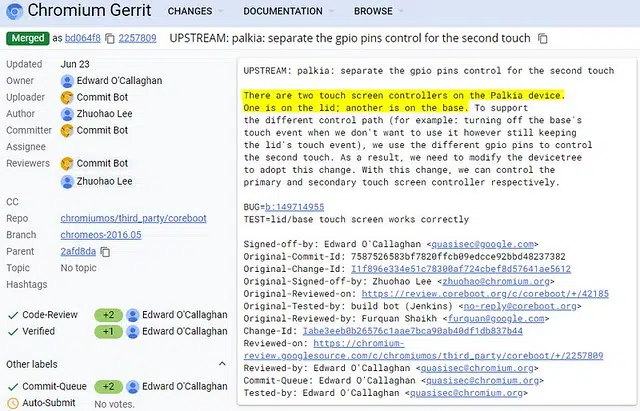 Chromium Gerrit CHANGES DOCUMENTATION BROWSE
Merged as bd064f8 2257809 UPSTREAM: palkia: separate the gpio pins control for the second touch
Updated Jun 23
Owner Edward O'Callaghan
Uploader Commit Bot
Author Zhuohao Lee
Committer Commit Bot
Assignee
Reviewers Commit Bot
Zhuohao Lee
CC
Repo chromiumos/third_party/coreboot
Branch chromeos-2016.05
Parent 2afd8da
Topic No topic
Hashtags
Code-Review +2 Edward O'Callaghan
Verified +1 Edward O'Callaghan
Other labels
Commit-Queue +2 Edward O'Callaghan
Auto-Submit No votes.
UPSTREAM: palkia: separate the gpio pins control for the second touch
There are two touch screen controllers on the Palkia device.
One is on the lid; another is on the base. To support
the different control path (for example: turning off the base's
touch event when we don't want to use it however still keeping
the lid's touch event), we use the different gpio pins to control
the second touch. As a result, we need to modify the devicetree
to adopt this change. With this change, we can control the
primary and secondary touch screen controller respectively.
BUG=b:149714955
TEST=lid/base touch screen works correctly
Signed-off-by: Edward O'Callaghan <quasisec@google.com>
Original-Commit-Id: 7587526583bf7820ffcb09edcce92bbd48237382
Original-Change-Id: I1f896e334e51c78300af724cbef8d57641ae5612
Original-Signed-off-by: Zhuohao Lee <zhuohao@chromium.org>
Original-Reviewed-on: https://review.coreboot.org/c/coreboot/+/42185
Original-Tested-by: build bot (Jenkins) <no-reply@coreboot.org>
Original-Reviewed-by: Furquan Shaikh <furquan@google.com>
Change-Id: Iabe3eeb0b26576c1aae7bca90ab40df1db837b44
Reviewed-on: https://chromium-
review.googlesource.com/c/chromiumos/third_party/coreboot/+/2257809
Reviewed-by: Edward O'Callaghan <quasisec@chromium.org>
Commit-Queue: Edward O'Callaghan <quasisec@chromium.org>
Tested-by: Edward O'Callaghan <quasisec@chromium.org>